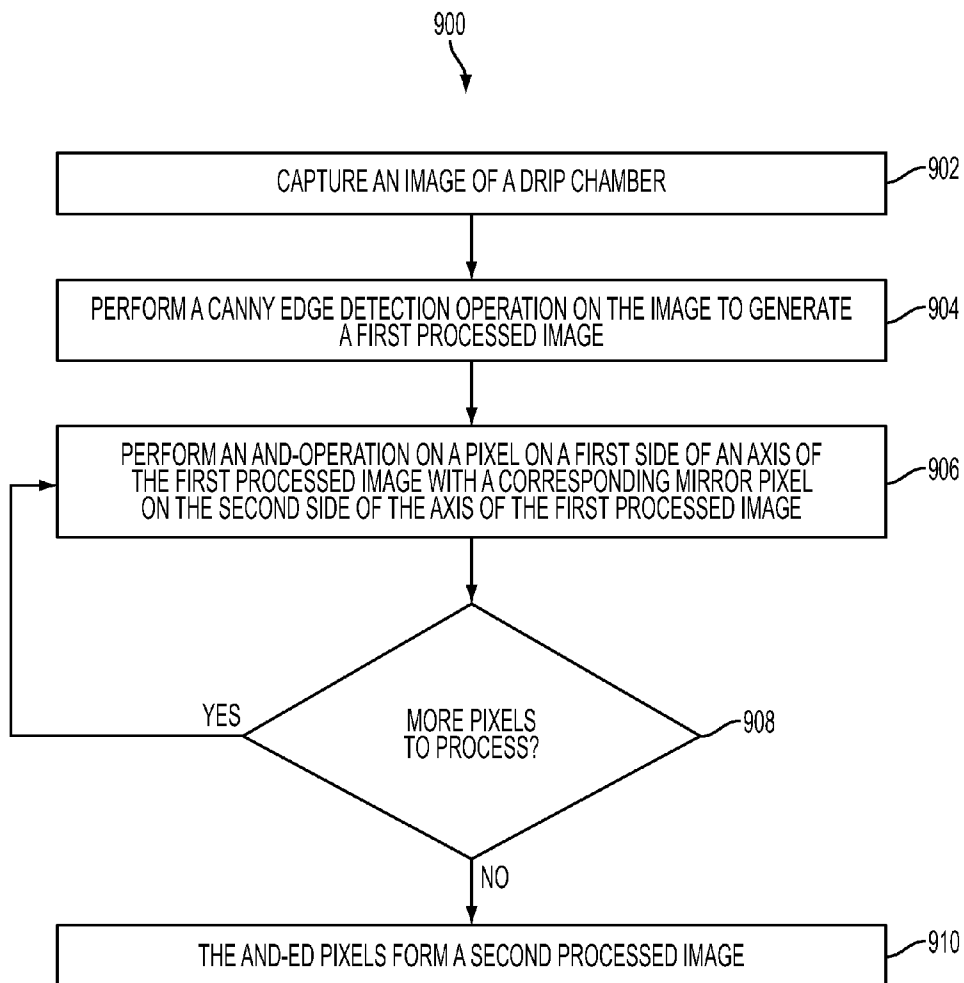 900
CAPTURE AN IMAGE OF A DRIP CHAMBER
902
PERFORM A CANNY EDGE DETECTION OPERATION ON THE IMAGE TO GENERATE
A FIRST PROCESSED IMAGE
904
PERFORM AN AND-OPERATION ON A PIXEL ON A FIRST SIDE OF AN AXIS OF
THE FIRST PROCESSED IMAGE WITH A CORRESPONDING MIRROR PIXEL
ON THE SECOND SIDE OF THE AXIS OF THE FIRST PROCESSED IMAGE
906
YES
MORE PIXELS
TO PROCESS?
908
NO
THE AND-ED PIXELS FORM A SECOND PROCESSED IMAGE
910